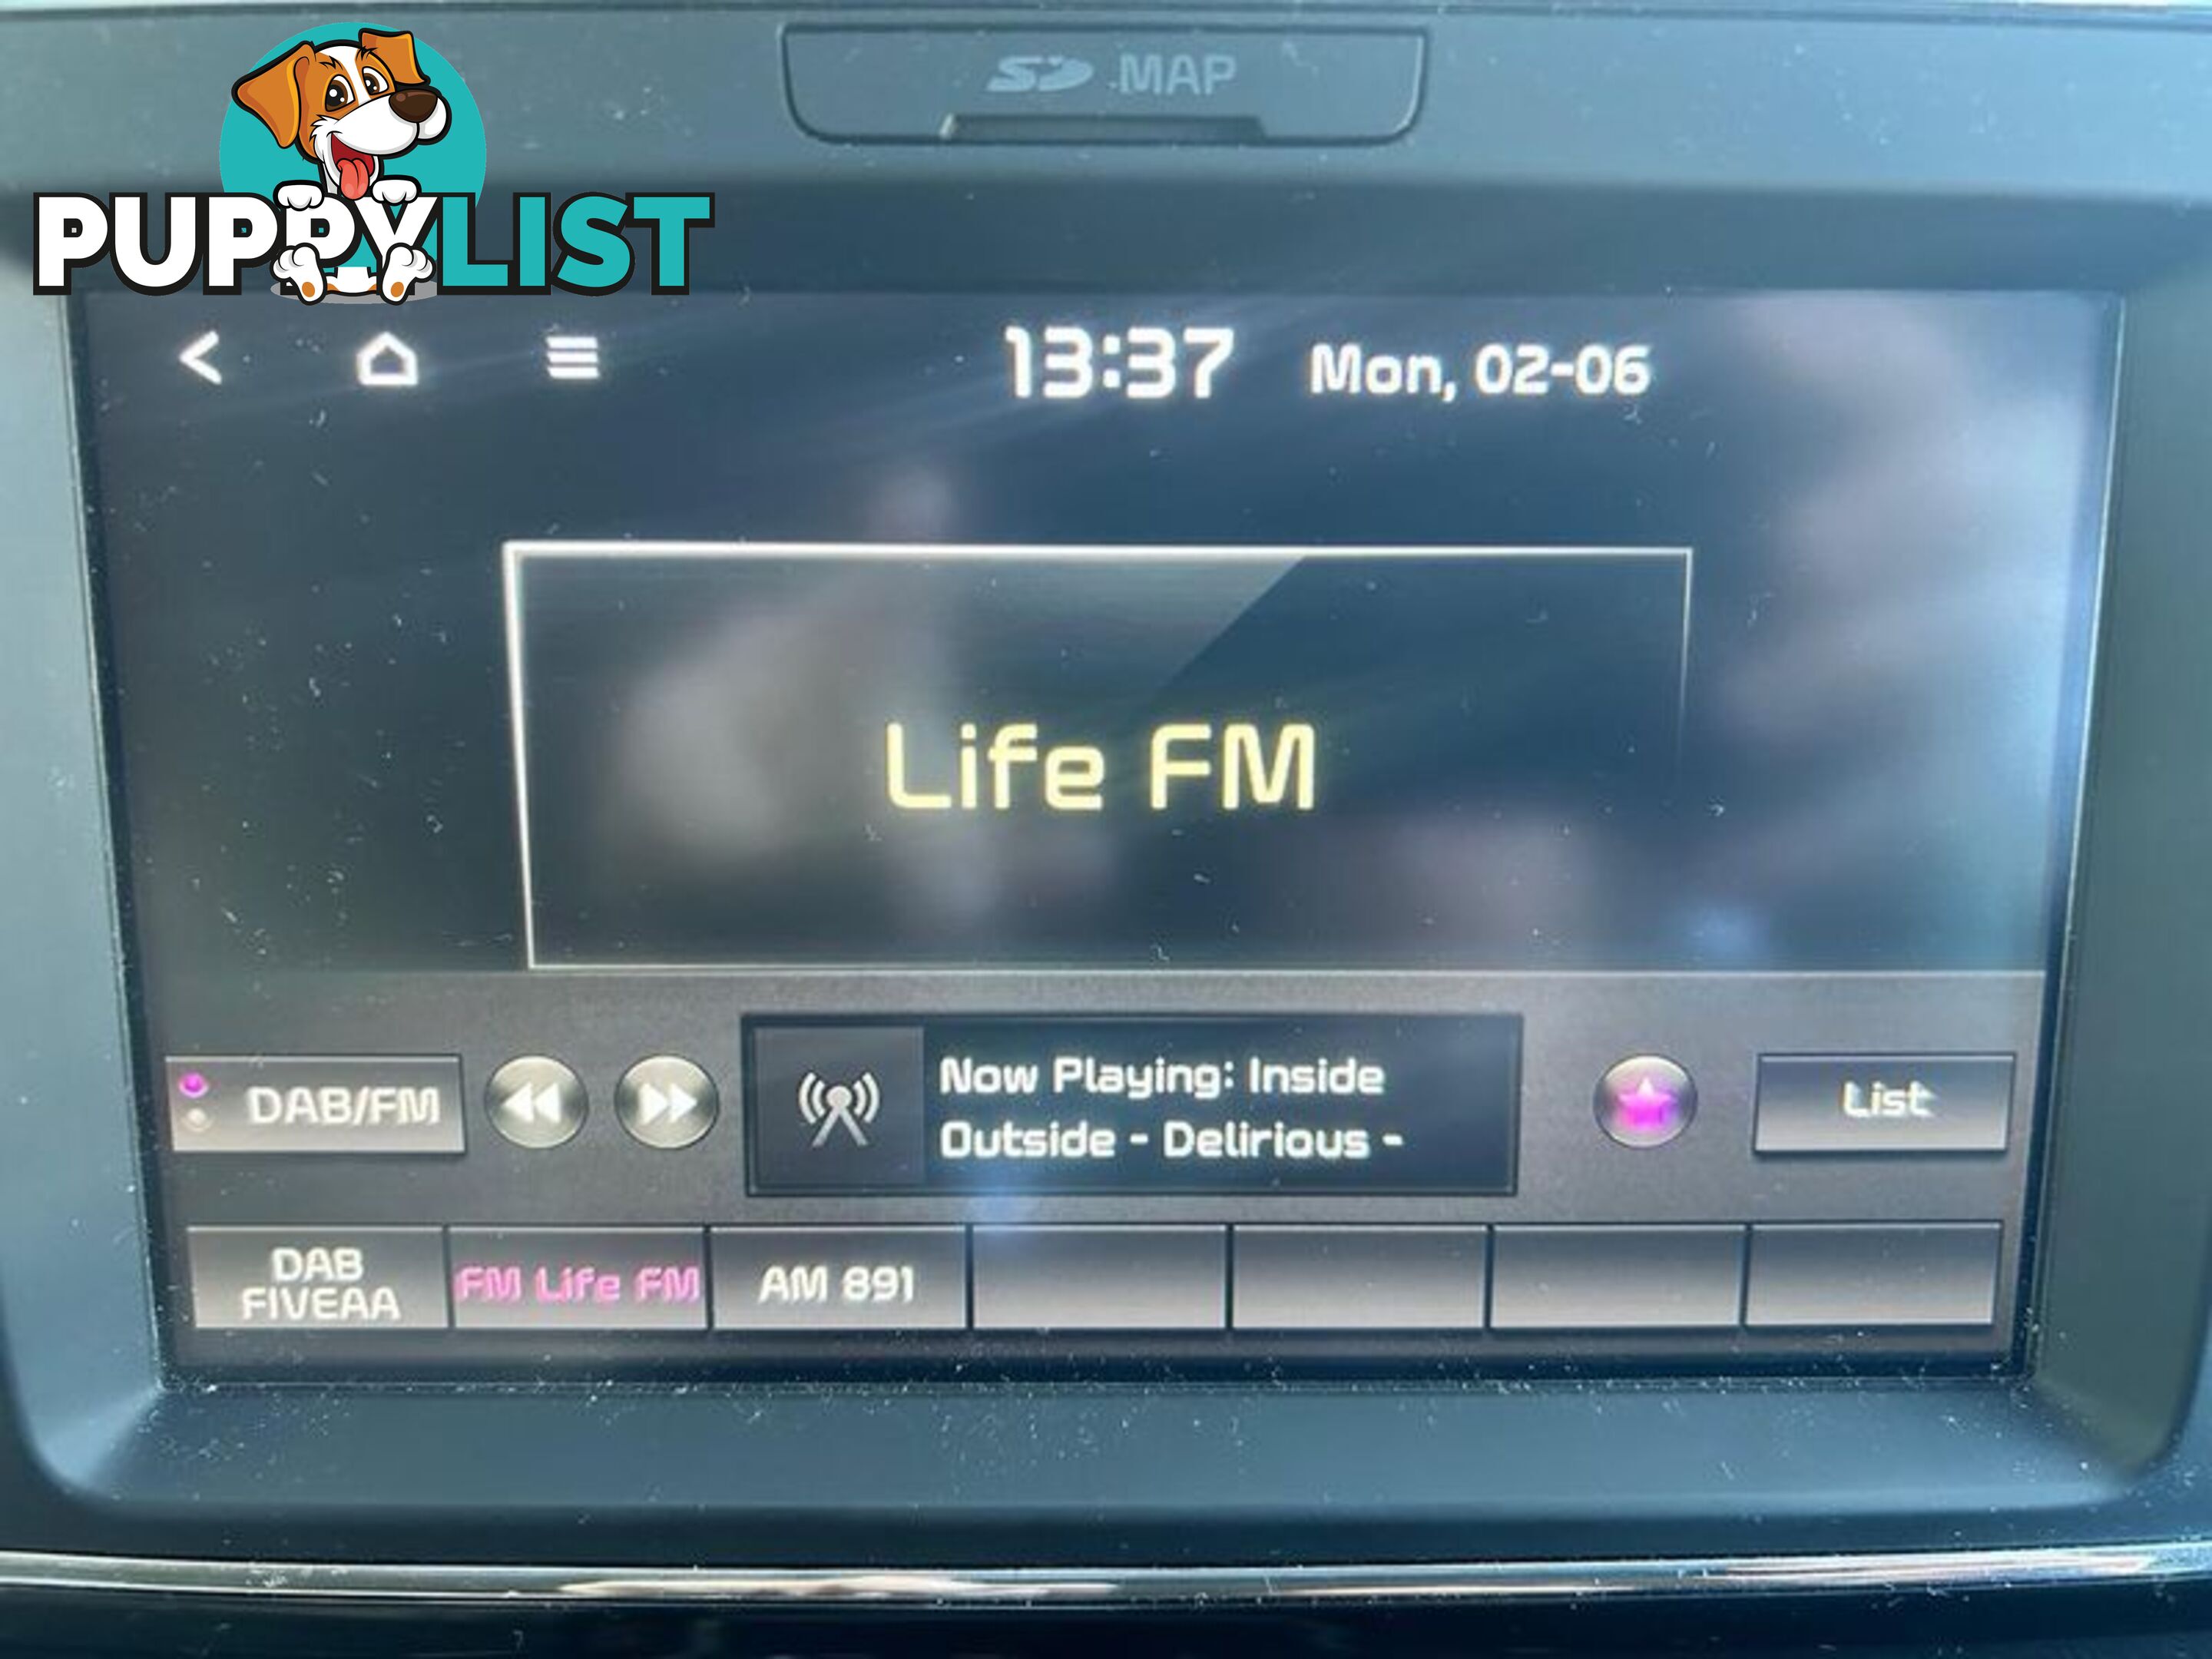 SD MAP
PUPPYLIST
13:37 Mon, 02-06
Life FM
DAB/FM
Now Playing: Inside
Outside - Delirious -
List
DAB
FIVEAA
FM Life FM
AM 891